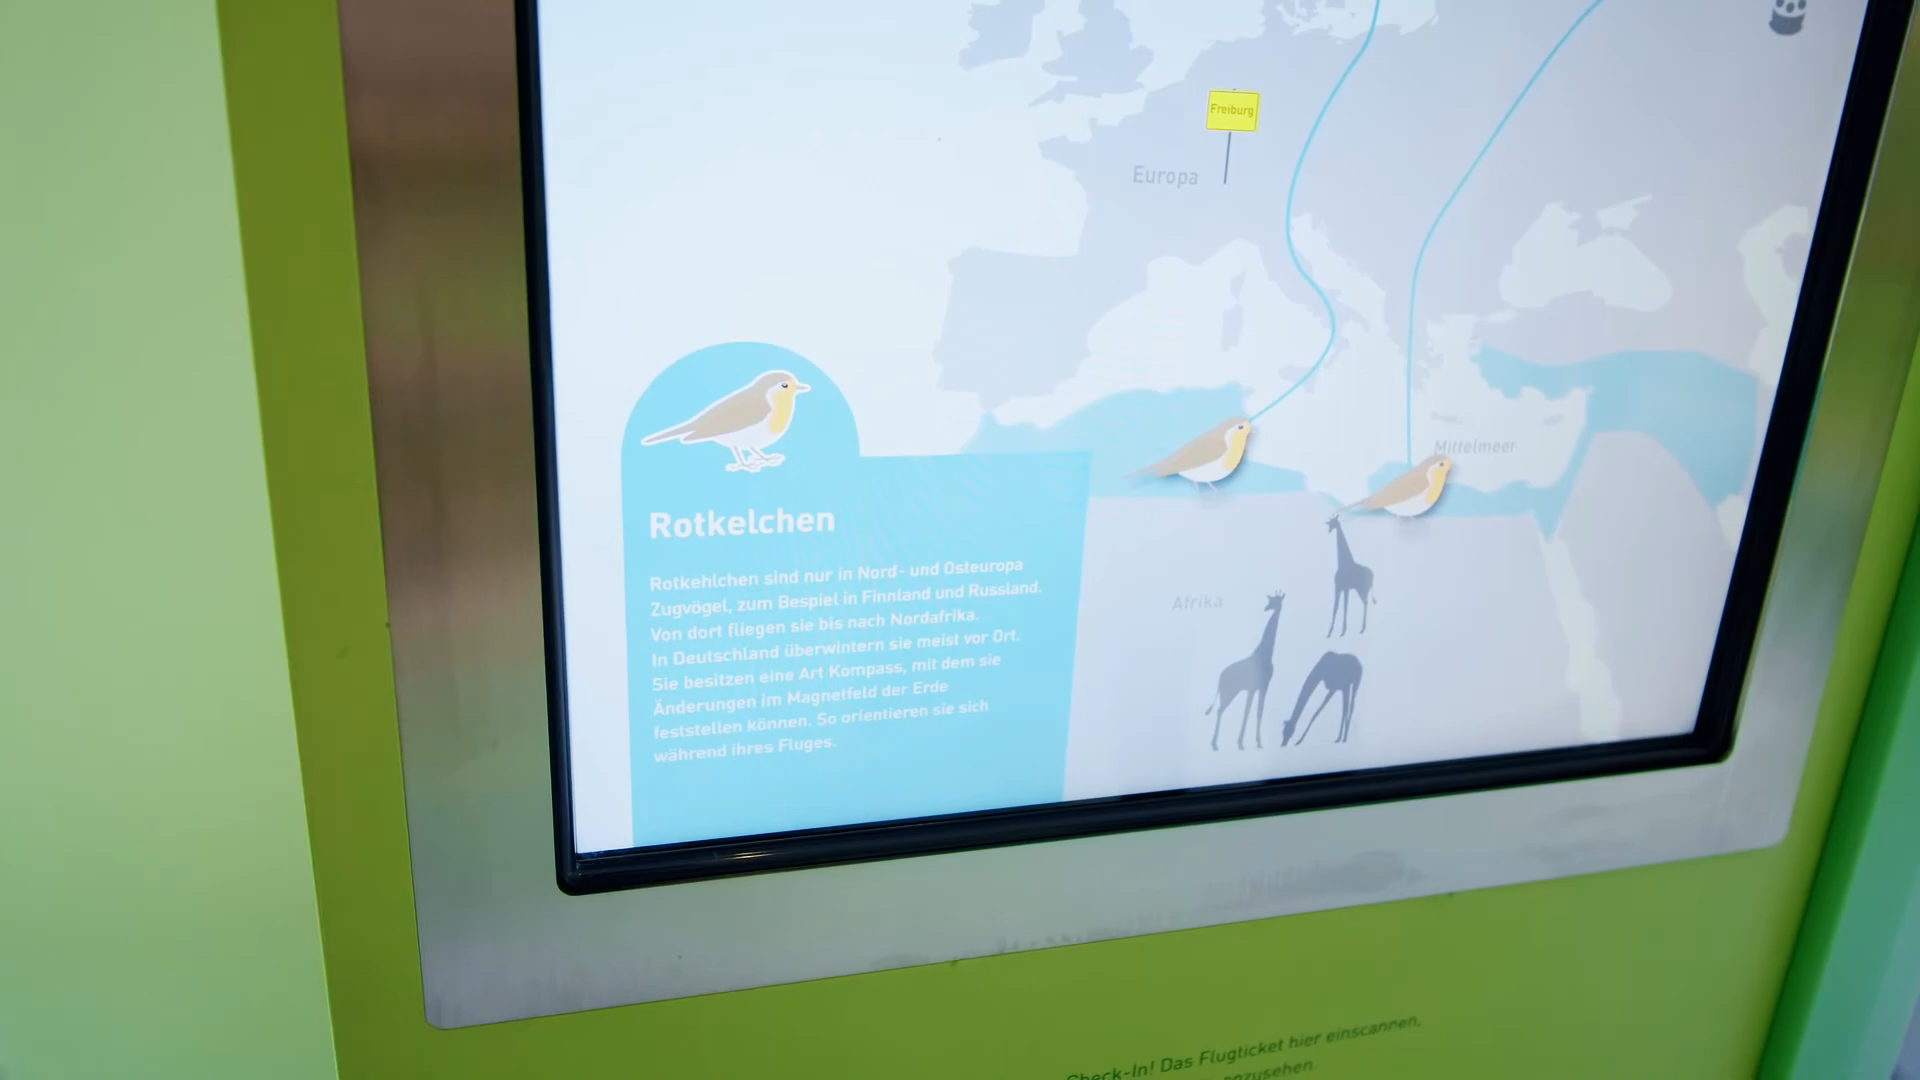 Freiburg
Europa
Mittelmeer
Afrika
Rotkelchen
Rotkehlchen sind nur in Nord- und Osteuropa
Zugvögel, zum Bespiel in Finnland und Russland.
Von dort fliegen sie bis nach Nordafrika.
In Deutschland überwintern sie meist vor Ort.
Sie besitzen eine Art Kompass, mit dem sie
Änderungen im Magnetfeld der Erde
feststellen können. So orientieren sie sich
während ihres Fluges.
Check-In! Das Flugticket hier einscannen,
anzusehen.